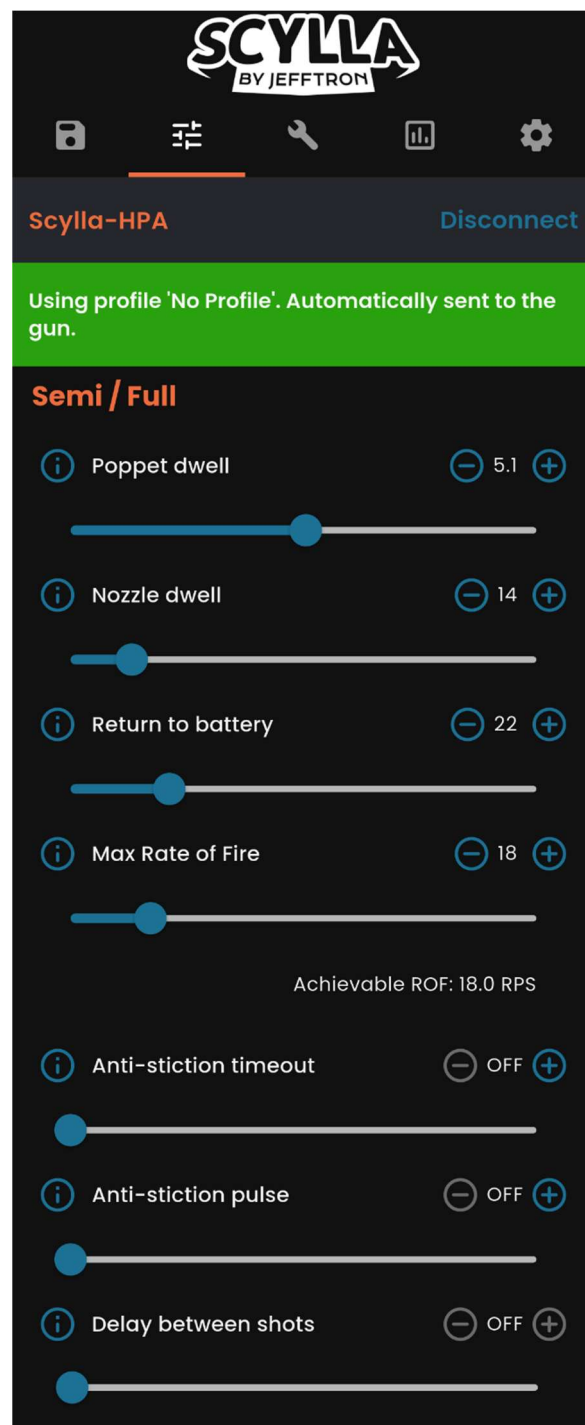 SCYLLA
BY JEFFTRON
Scylla-HPA Disconnect
Using profile 'No Profile'. Automatically sent to the
gun.
Semi / Full
Poppet dwell 5.1
Nozzle dwell 14
Return to battery 22
Max Rate of Fire 18
Achievable ROF: 18.0 RPS
Anti-stiction timeout OFF
Anti-stiction pulse OFF
Delay between shots OFF